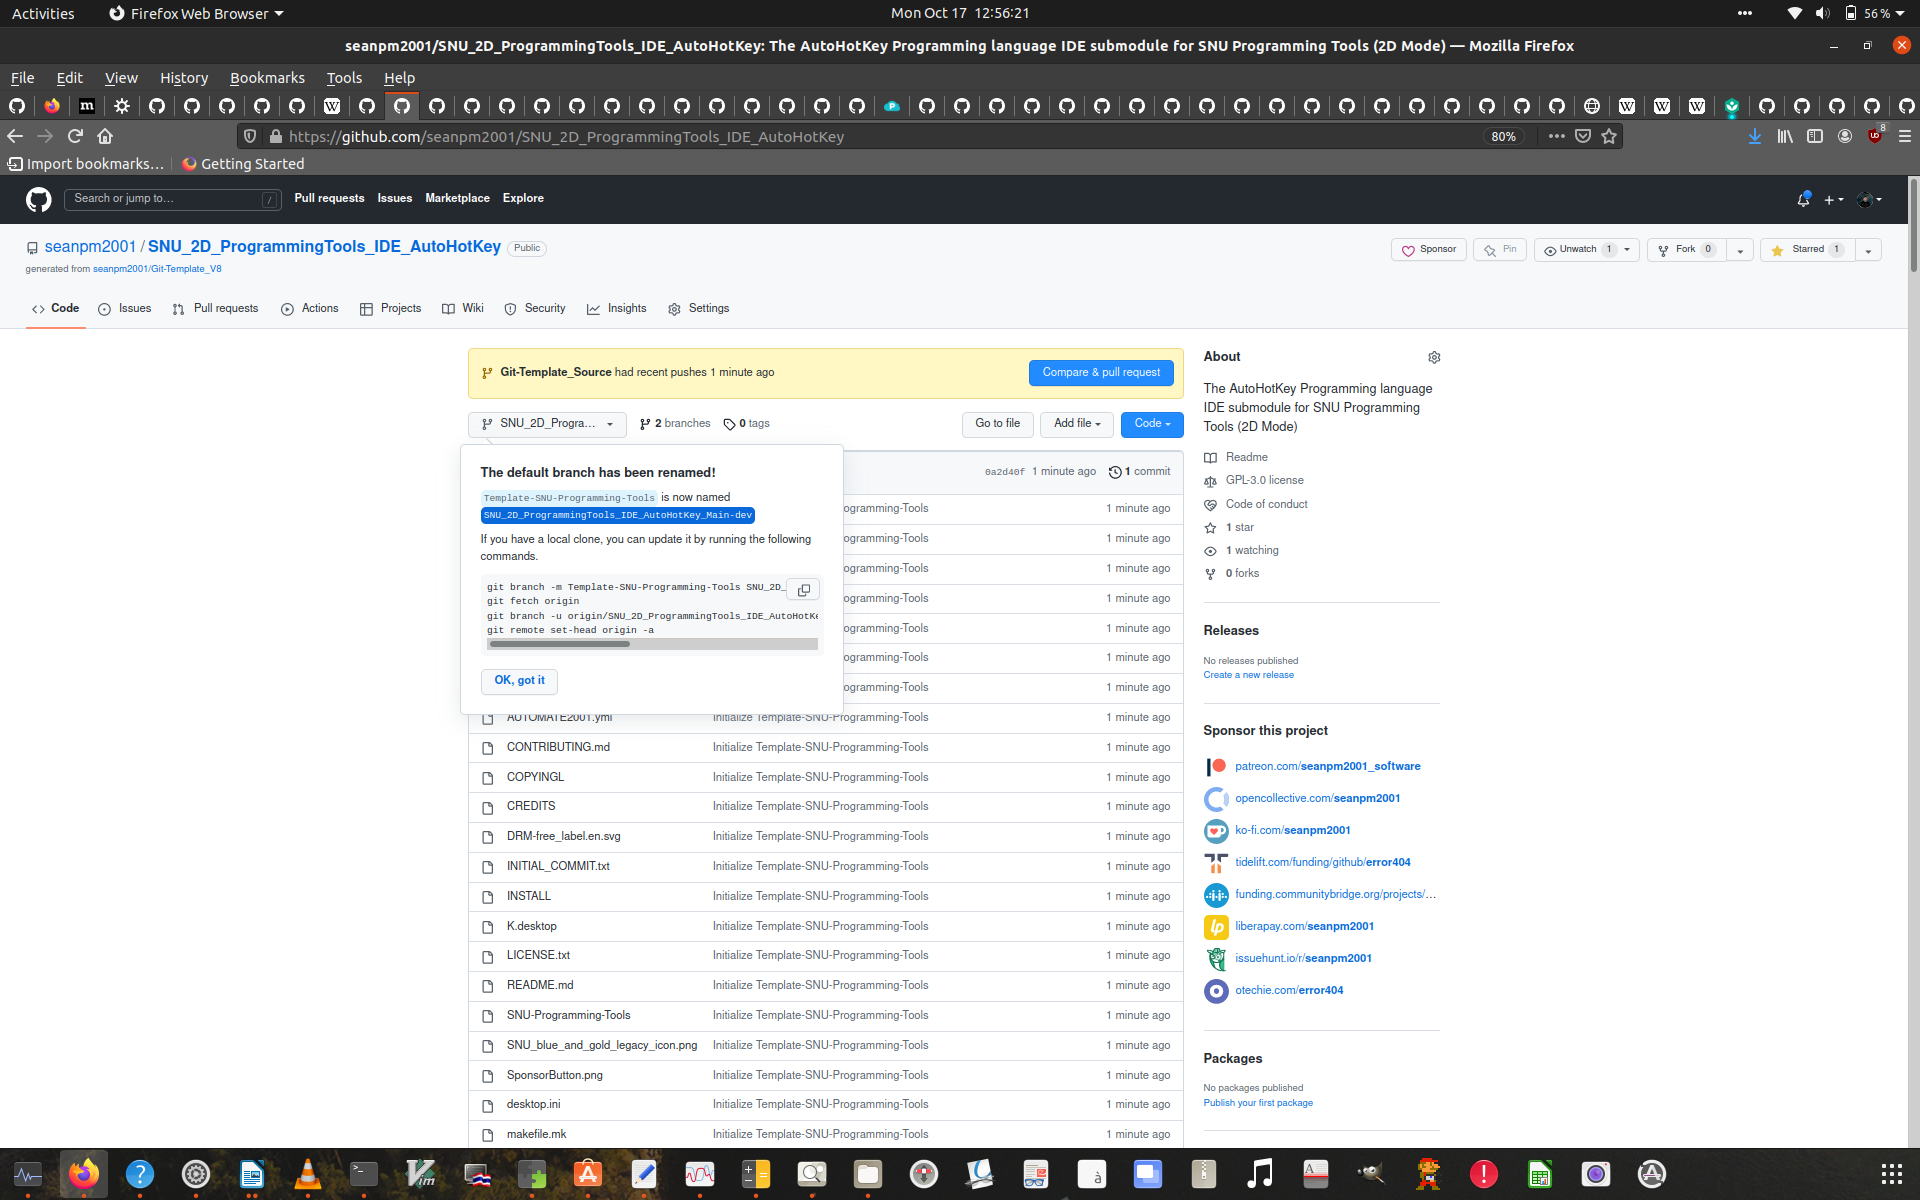 Activities
Firefox Web Browser
Mon Oct 17 12:56:21
56 %
seanpm2001/SNU_2D_ProgrammingTools_IDE_AutoHotKey: The AutoHotKey Programming language IDE submodule for SNU Programming Tools (2D Mode) — Mozilla Firefox
File Edit View History Bookmarks Tools Help
https://github.com/seanpm2001/SNU_2D_ProgrammingTools_IDE_AutoHotKey
80%
8
Import bookmarks…
Getting Started
Search or jump to…
/
Pull requests Issues Marketplace Explore
seanpm2001 / SNU_2D_ProgrammingTools_IDE_AutoHotKey Public
Sponsor
Pin
Unwatch 1
Fork 0
Starred 1
generated from seanpm2001/Git-Template_V8
Code
Issues
Pull requests
Actions
Projects
Wiki
Security
Insights
Settings
Git-Template_Source had recent pushes 1 minute ago
Compare & pull request
SNU_2D_Progra…
2 branches
0 tags
Go to file
Add file
Code
The default branch has been renamed!
Template-SNU-Programming-Tools is now named
SNU_2D_ProgrammingTools_IDE_AutoHotKey_Main-dev
If you have a local clone, you can update it by running the following
commands.
git branch -m Template-SNU-Programming-Tools SNU_2D_
git fetch origin
git branch -u origin/SNU_2D_ProgrammingTools_IDE_AutoHotKe
git remote set-head origin -a
OK, got it
0a2d40f 1 minute ago 1 commit
ogramming-Tools 1 minute ago
ogramming-Tools 1 minute ago
ogramming-Tools 1 minute ago
ogramming-Tools 1 minute ago
ogramming-Tools 1 minute ago
ogramming-Tools 1 minute ago
ogramming-Tools 1 minute ago
AUTOMATE2001.yml Initialize Template-SNU-Programming-Tools 1 minute ago
CONTRIBUTING.md Initialize Template-SNU-Programming-Tools 1 minute ago
COPYINGL Initialize Template-SNU-Programming-Tools 1 minute ago
CREDITS Initialize Template-SNU-Programming-Tools 1 minute ago
DRM-free_label.en.svg Initialize Template-SNU-Programming-Tools 1 minute ago
INITIAL_COMMIT.txt Initialize Template-SNU-Programming-Tools 1 minute ago
INSTALL Initialize Template-SNU-Programming-Tools 1 minute ago
K.desktop Initialize Template-SNU-Programming-Tools 1 minute ago
LICENSE.txt Initialize Template-SNU-Programming-Tools 1 minute ago
README.md Initialize Template-SNU-Programming-Tools 1 minute ago
SNU-Programming-Tools Initialize Template-SNU-Programming-Tools 1 minute ago
SNU_blue_and_gold_legacy_icon.png Initialize Template-SNU-Programming-Tools 1 minute ago
SponsorButton.png Initialize Template-SNU-Programming-Tools 1 minute ago
desktop.ini Initialize Template-SNU-Programming-Tools 1 minute ago
makefile.mk Initialize Template-SNU-Programming-Tools 1 minute ago
About
The AutoHotKey Programming language
IDE submodule for SNU Programming
Tools (2D Mode)
Readme
GPL-3.0 license
Code of conduct
1 star
1 watching
0 forks
Releases
No releases published
Create a new release
Sponsor this project
patreon.com/seanpm2001_software
opencollective.com/seanpm2001
ko-fi.com/seanpm2001
tidelift.com/funding/github/error404
funding.communitybridge.org/projects/…
liberapay.com/seanpm2001
issuehunt.io/r/seanpm2001
otechie.com/error404
Packages
No packages published
Publish your first package